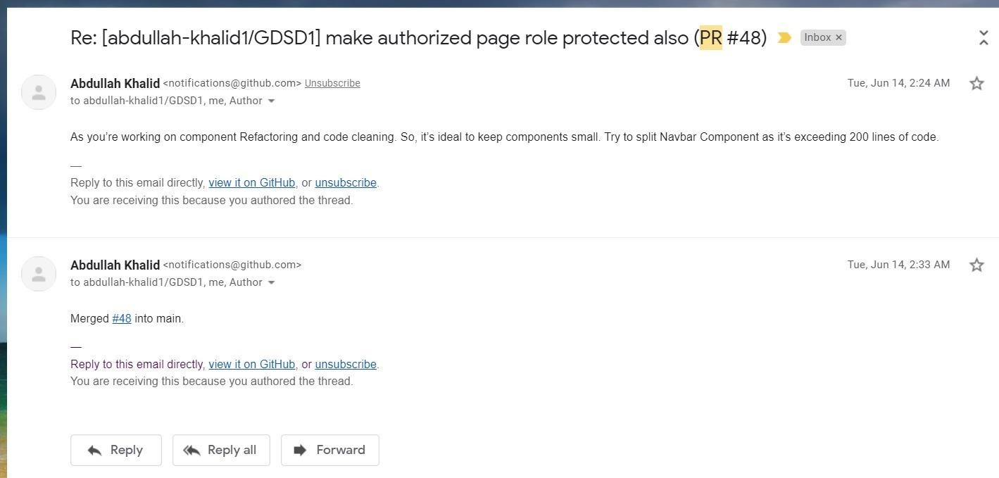 Re: [abdullah-khalid1/GDSD1] make authorized page role protected also (PR #48) Inbox ×
Abdullah Khalid <notifications@github.com> Unsubscribe Tue, Jun 14, 2:24 AM
to abdullah-khalid1/GDSD1, me, Author
As you’re working on component Refactoring and code cleaning. So, it’s ideal to keep components small. Try to split Navbar Component as it’s exceeding 200 lines of code.
—
Reply to this email directly, view it on GitHub, or unsubscribe.
You are receiving this because you authored the thread.
Abdullah Khalid <notifications@github.com> Tue, Jun 14, 2:33 AM
to abdullah-khalid1/GDSD1, me, Author
Merged #48 into main.
—
Reply to this email directly, view it on GitHub, or unsubscribe.
You are receiving this because you authored the thread.
Reply Reply all Forward